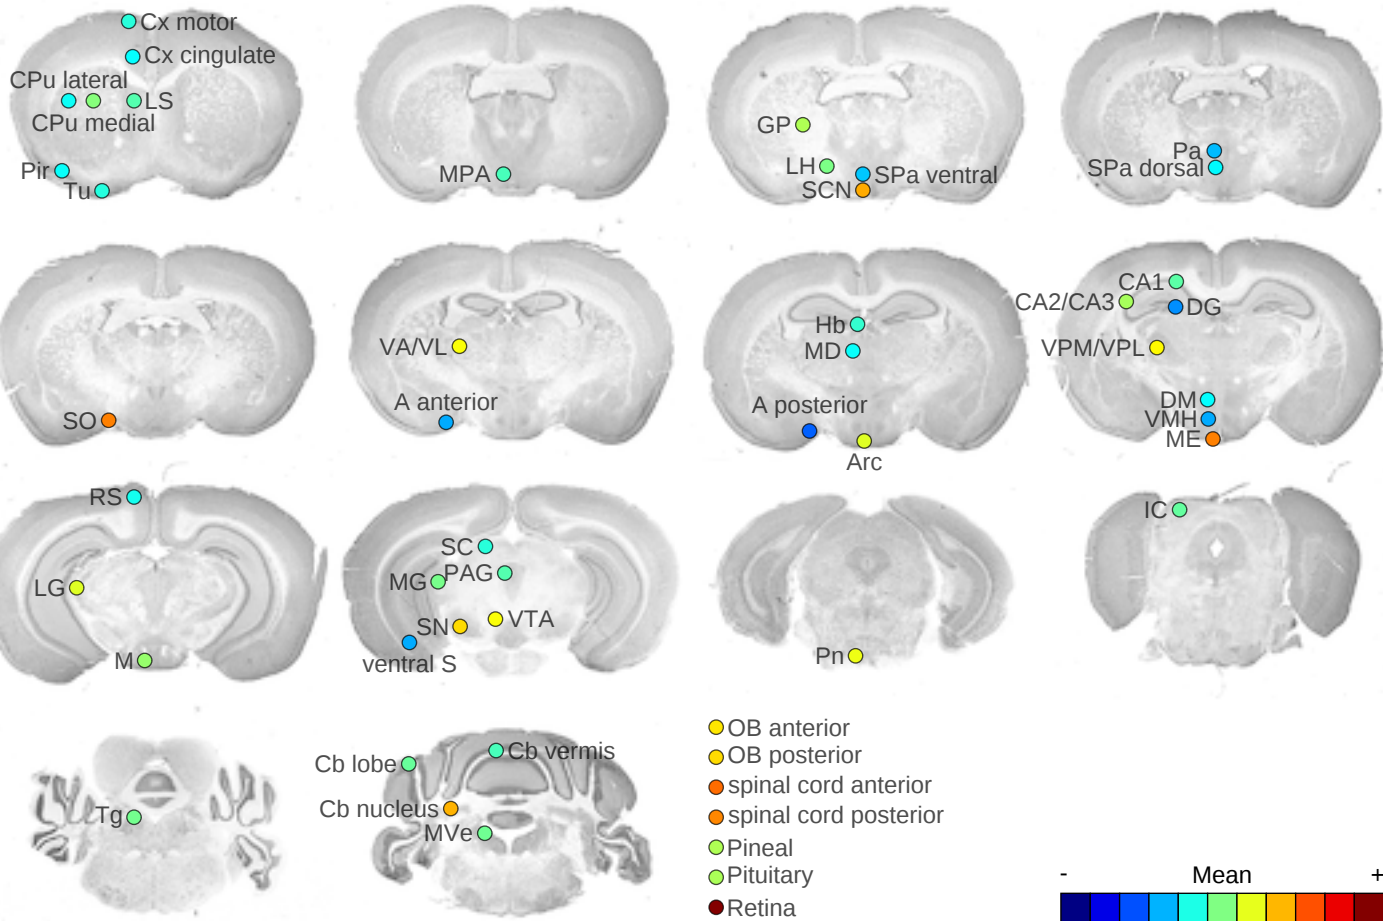 Cx motor
Cx cingulate
CPu lateral
LS
CPu medial
Pir
Tu
MPA
GP
LH
SPa ventral
SCN
Pa
SPa dorsal
SO
VA/VL
A anterior
Hb
MD
A posterior
Arc
CA1
CA2/CA3
DG
VPM/VPL
DM
VMH
ME
RS
LG
M
SC
PAG
MG
VTA
SN
ventral S
Pn
IC
Tg
Cb vermis
Cb lobe
Cb nucleus
MVe
OB anterior
OB posterior
spinal cord anterior
spinal cord posterior
Pineal
Pituitary
Retina
- Mean +